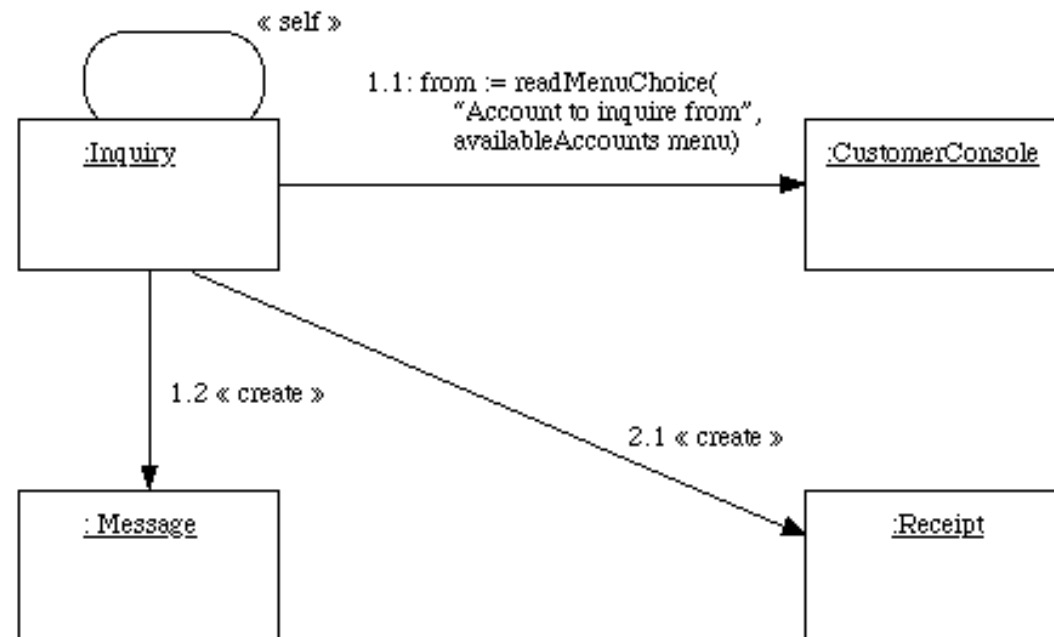 « self »
1.1: from := readMenuChoice(
“Account to inquire from”,
availableAccounts menu)
:Inquiry
:CustomerConsole
1.2 « create »
2.1 « create »
: Message
:Receipt